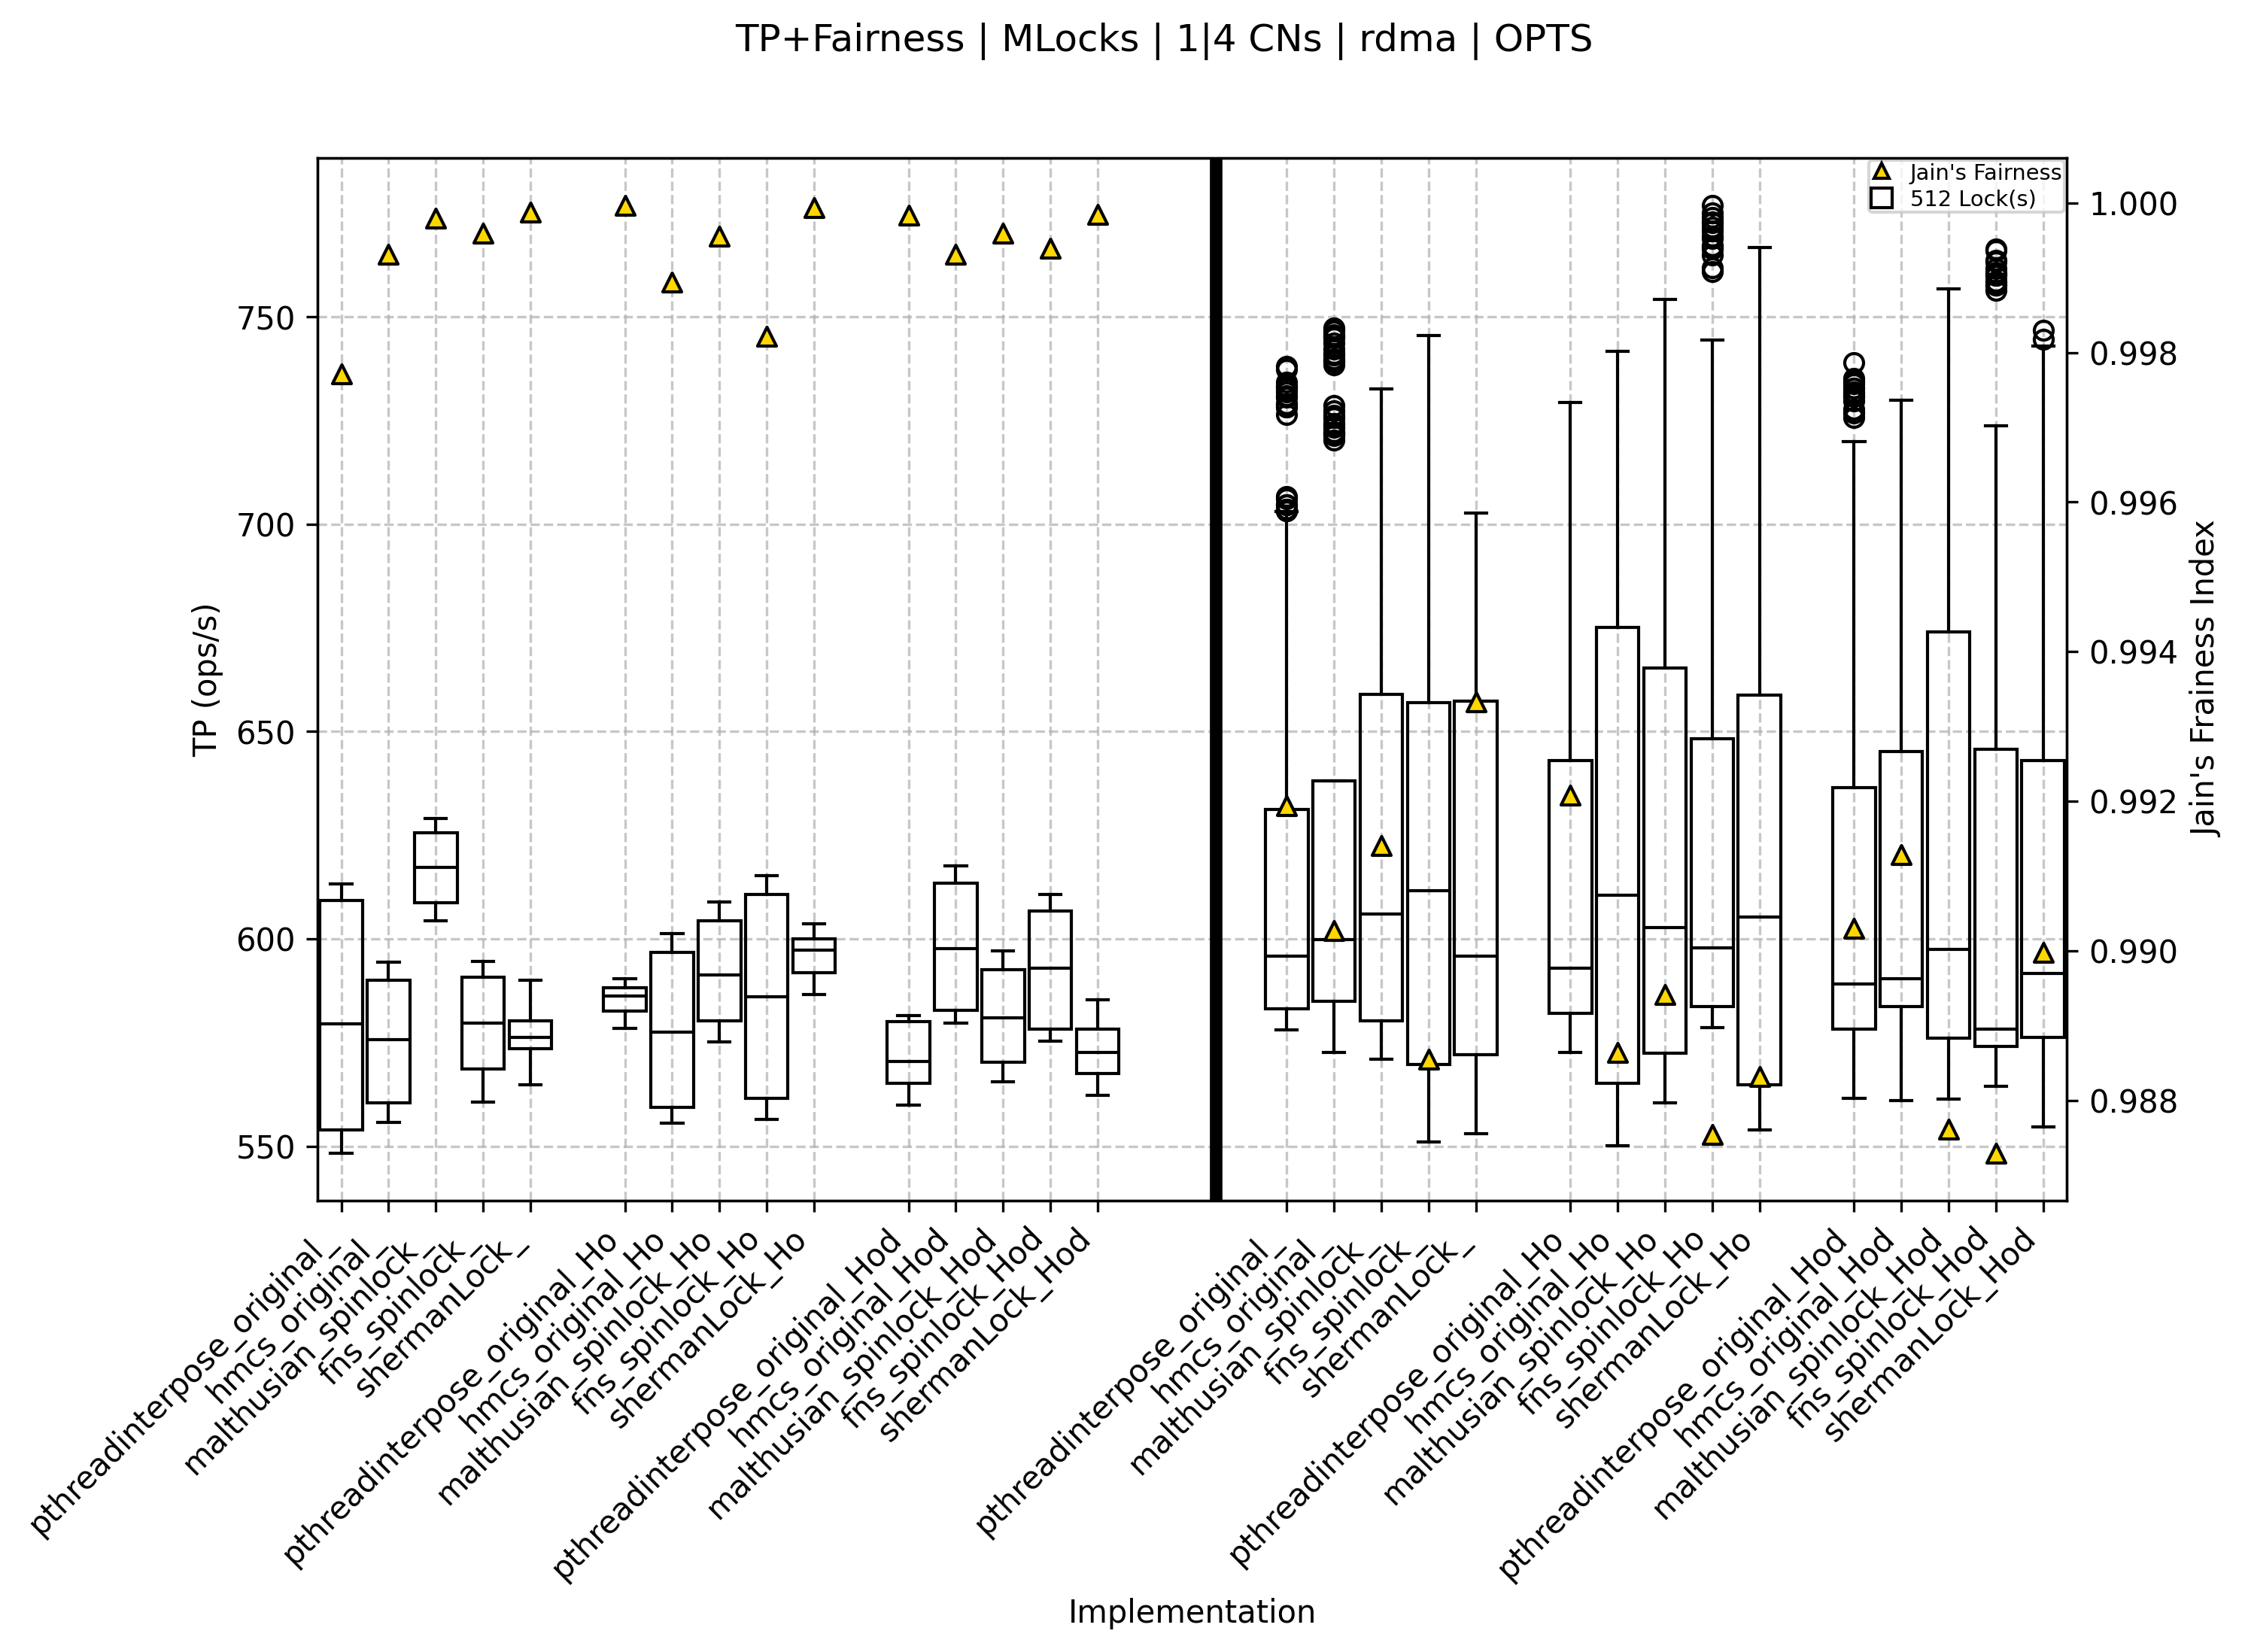 TP+Fairness | MLocks | 1|4 CNs | rdma | OPTS
Jain's Fairness
512 Lock(s)
TP (ops/s)
750
700
650
600
550
1.000
0.998
0.996
0.994
0.992
0.990
0.988
Jain's Frainess Index
pthreadinterpose_original_
hmcs_original_
malthusian_spinlock_
fns_spinlock_
shermanLock_
pthreadinterpose_original_Ho
hmcs_original_Ho
malthusian_spinlock_Ho
fns_spinlock_Ho
shermanLock_Ho
pthreadinterpose_original_Hod
hmcs_original_Hod
malthusian_spinlock_Hod
fns_spinlock_Hod
shermanLock_Hod
pthreadinterpose_original_
hmcs_original_
malthusian_spinlock_
fns_spinlock_
shermanLock_
pthreadinterpose_original_Ho
hmcs_original_Ho
malthusian_spinlock_Ho
fns_spinlock_Ho
shermanLock_Ho
pthreadinterpose_original_Hod
hmcs_original_Hod
malthusian_spinlock_Hod
fns_spinlock_Hod
shermanLock_Hod
Implementation